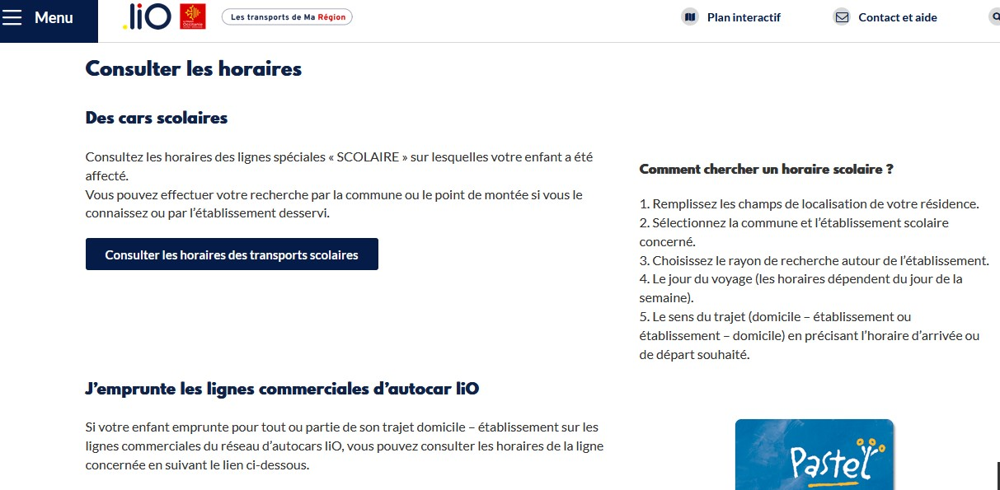 Menu
.liO
Occitanie
Les transports de Ma Région
Plan interactif
Contact et aide
Consulter les horaires
Des cars scolaires
Consultez les horaires des lignes spéciales « SCOLAIRE » sur lesquelles votre enfant a été
affecté.
Vous pouvez effectuer votre recherche par la commune ou le point de montée si vous le
connaissez ou par l’établissement desservi.
Consulter les horaires des transports scolaires
Comment chercher un horaire scolaire ?
1. Remplissez les champs de localisation de votre résidence.
2. Sélectionnez la commune et l’établissement scolaire
concerné.
3. Choisissez le rayon de recherche autour de l’établissement.
4. Le jour du voyage (les horaires dépendent du jour de la
semaine).
5. Le sens du trajet (domicile – établissement ou
établissement – domicile) en précisant l’horaire d’arrivée ou
de départ souhaité.
J’emprunte les lignes commerciales d’autocar liO
Si votre enfant emprunte pour tout ou partie de son trajet domicile – établissement sur les
lignes commerciales du réseau d’autocars liO, vous pouvez consulter les horaires de la ligne
concernée en suivant le lien ci-dessous.
Pastel